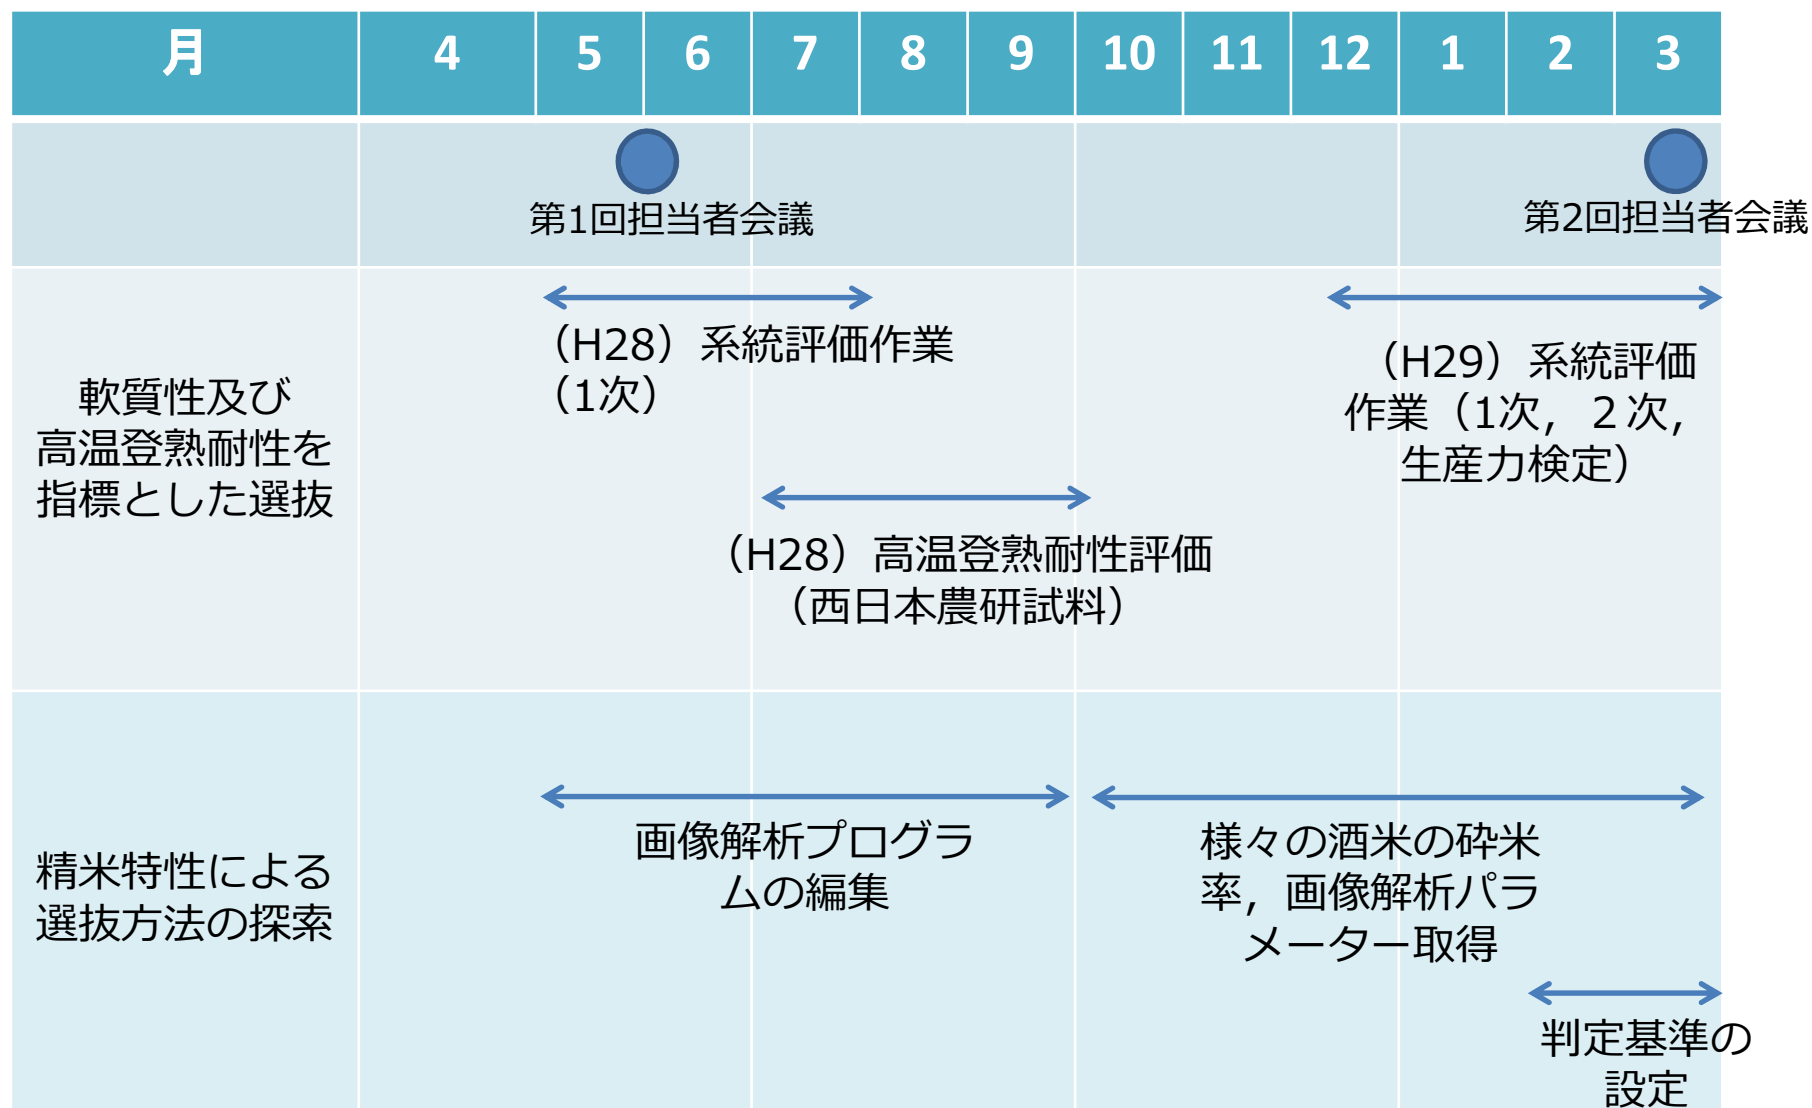 月 4 5 6 7 8 9 10 11 12 1 2 3
第1回担当者会議
第2回担当者会議
軟質性及び
高温登熟耐性を
指標とした選抜
（H28）系統評価作業
（1次）
（H29）系統評価
作業（1次，２次，
生産力検定）
（H28）高温登熟耐性評価
（西日本農研試料）
精米特性による
選抜方法の探索
画像解析プログラ
ムの編集
様々の酒米の砕米
率，画像解析パラ
メーター取得
判定基準の
設定